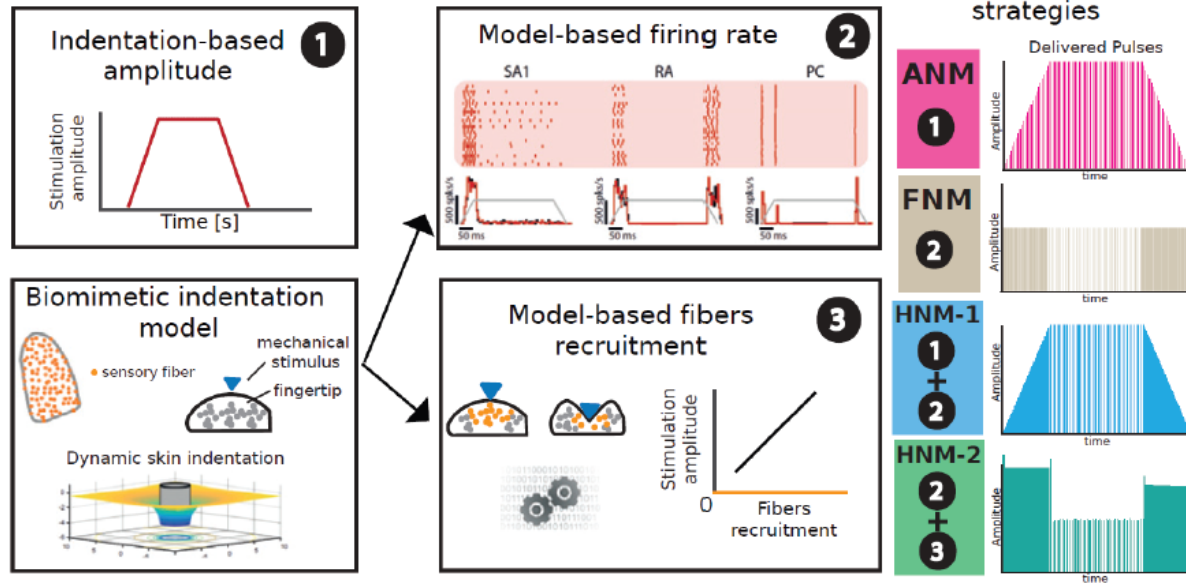 Indentation-based
amplitude
1
Stimulation
amplitude
Time [s]
Model-based firing rate
2
SA1
RA
PC
500 spks/s
50 ms
500 spks/s
50 ms
500 spks/s
50 ms
Biomimetic indentation
model
sensory fiber
mechanical
stimulus
fingertip
Dynamic skin indentation
Model-based fibers
recruitment
3
Stimulation
amplitude
0
Fibers
recruitment
strategies
Delivered Pulses
ANM
1
Amplitude
time
FNM
2
Amplitude
time
HNM-1
1
+
2
Amplitude
time
HNM-2
2
+
3
Amplitude
time